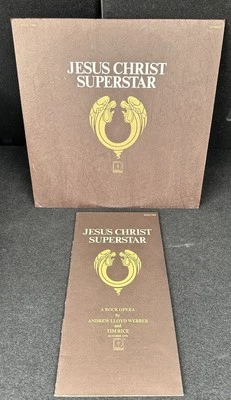 JESUS CHRIST
SUPERSTAR
JESUS CHRIST
SUPERSTAR
A ROCK OPERA
by
ANDREW LLOYD WEBBER
and
TIM RICE